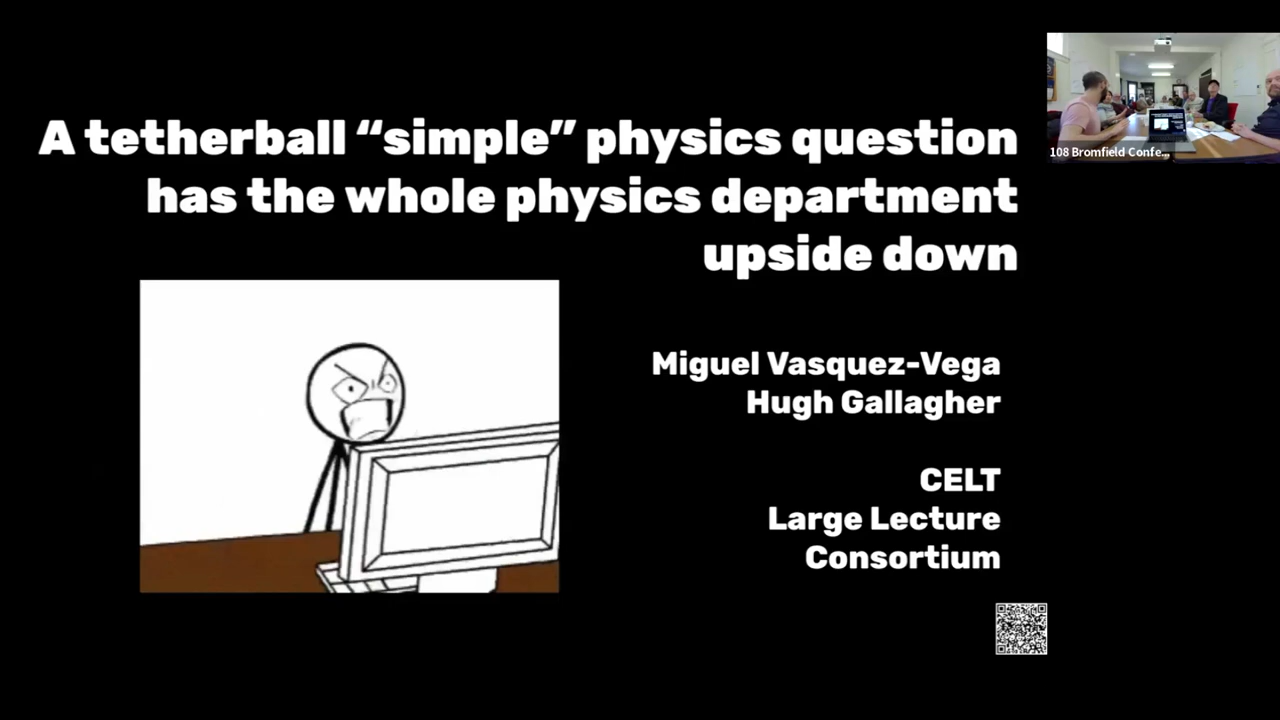 A tetherball “simple” physics question
has the whole physics department
upside down
108 Bromfield Confe...
Miguel Vasquez-Vega
Hugh Gallagher
CELT
Large Lecture
Consortium